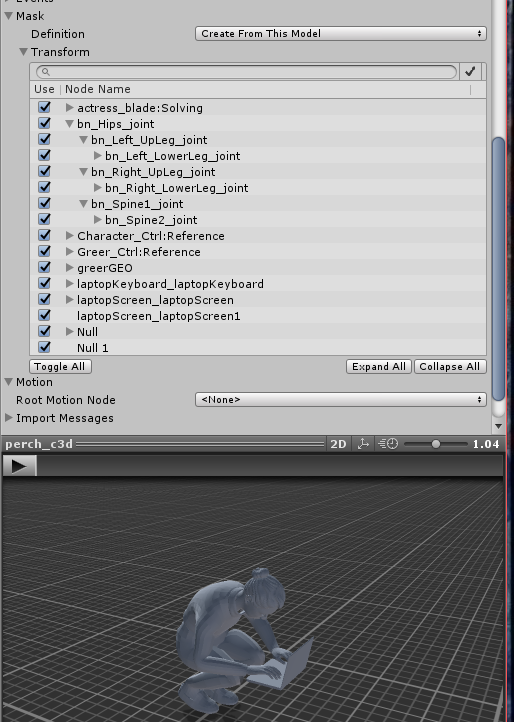 Mask
Definition Create From This Model
Transform
Use Node Name
actress_blade:Solving
bn_Hips_joint
bn_Left_UpLeg_joint
bn_Left_LowerLeg_joint
bn_Right_UpLeg_joint
bn_Right_LowerLeg_joint
bn_Spine1_joint
bn_Spine2_joint
Character_Ctrl:Reference
Greer_Ctrl:Reference
greerGEO
laptopKeyboard_laptopKeyboard
laptopScreen_laptopScreen
laptopScreen_laptopScreen1
Null
Null 1
Toggle All Expand All Collapse All
Motion
Root Motion Node <None>
Import Messages
perch_c3d 2D 1.04